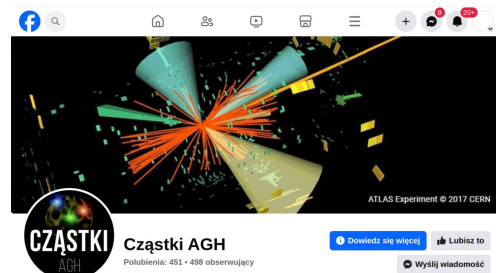 8
20+
ATLAS Experiment © 2017 CERN
CZĄSTKI
AGH
Cząstki AGH
Polubienia: 451 • 498 obserwujący
Dowiedz się więcej
Lubisz to
Wyślij wiadomość